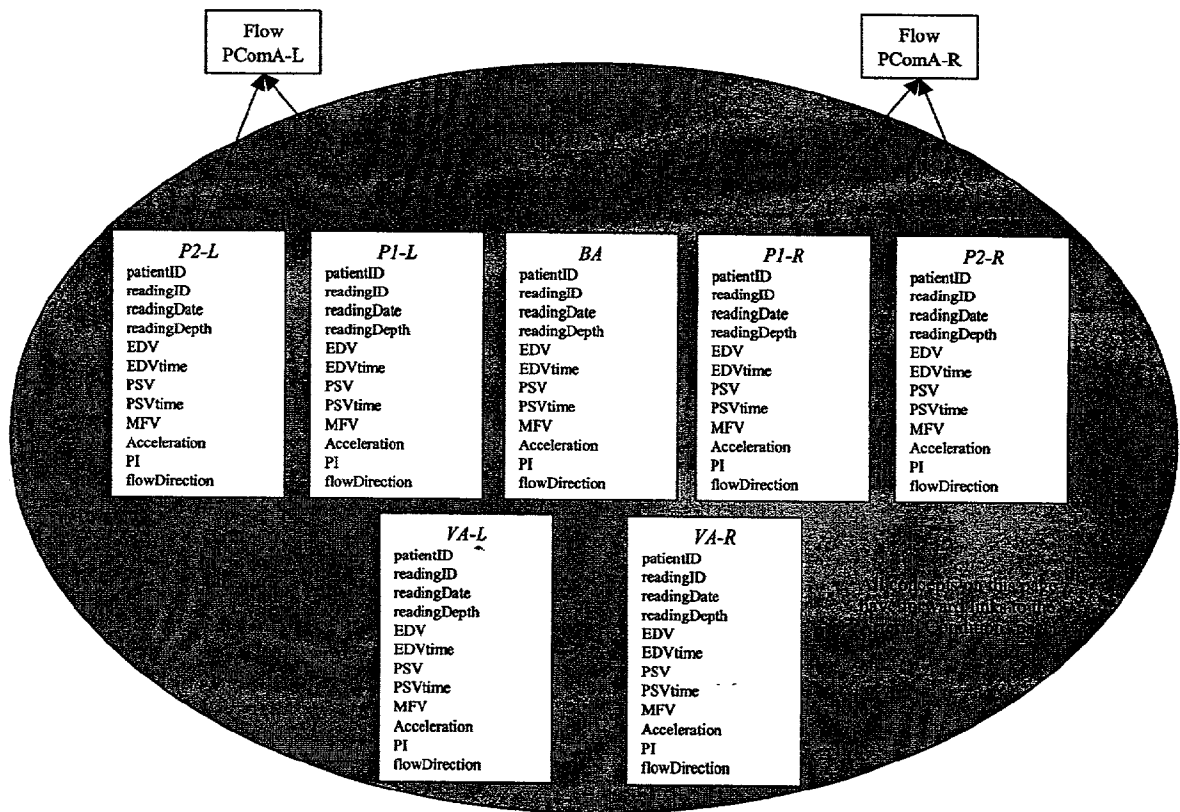 Flow
PComA-L
Flow
PComA-R
P2-L
patientID
readingID
readingDate
readingDepth
EDV
EDVtime
PSV
PSVtime
MFV
Acceleration
PI
flowDirection
P1-L
patientID
readingID
readingDate
readingDepth
EDV
EDVtime
PSV
PSVtime
MFV
Acceleration
PI
flowDirection
BA
patientID
readingID
readingDate
readingDepth
EDV
EDVtime
PSV
PSVtime
MFV
Acceleration
PI
flowDirection
P1-R
patientID
readingID
readingDate
readingDepth
EDV
EDVtime
PSV
PSVtime
MFV
Acceleration
PI
flowDirection
P2-R
patientID
readingID
readingDate
readingDepth
EDV
EDVtime
PSV
PSVtime
MFV
Acceleration
PI
flowDirection
VA-L
patientID
readingID
readingDate
readingDepth
EDV
EDVtime
PSV
PSVtime
MFV
Acceleration
PI
flowDirection
VA-R
patientID
readingID
readingDate
readingDepth
EDV
EDVtime
PSV
PSVtime
MFV
Acceleration
PI
flowDirection